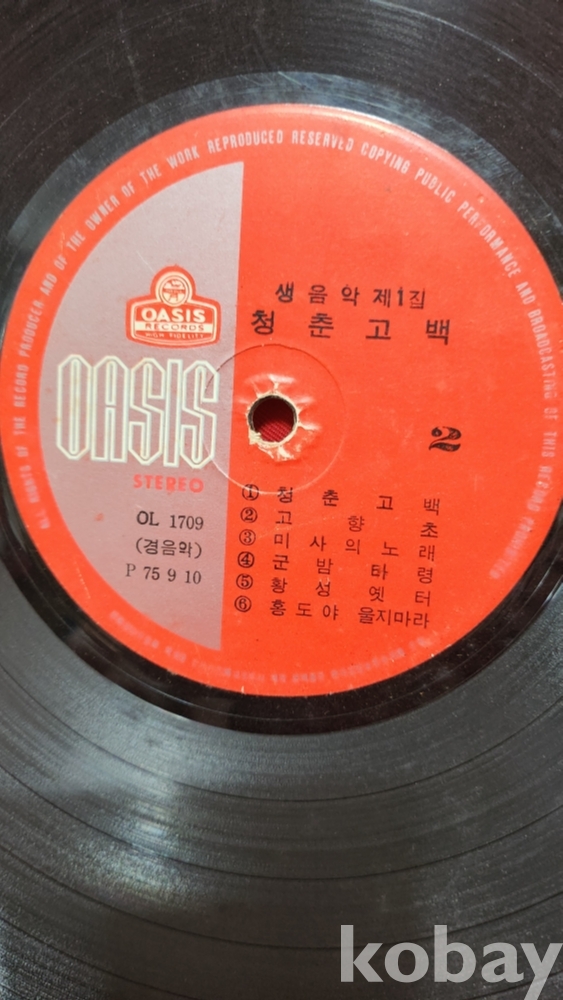 ALL RIGHTS OF THE RECORD PRODUCER AND OF THE OWNER OF THE WORK REPRODUCED RESERVED COPYING PUBLIC PERFORMANCE AND BROADCASTING OF THIS RECORD
OASIS
RECORDS
HIGH FIDELITY
생음악 제1집
청춘고백
OASIS
STEREO
2
OL 1709
(경음악)
P 75 9 10
① 청춘고백
② 고향초
③ 미사의노래
④ 군밤타령
⑤ 황성옛터
⑥ 홍도야 울지마라
kobay